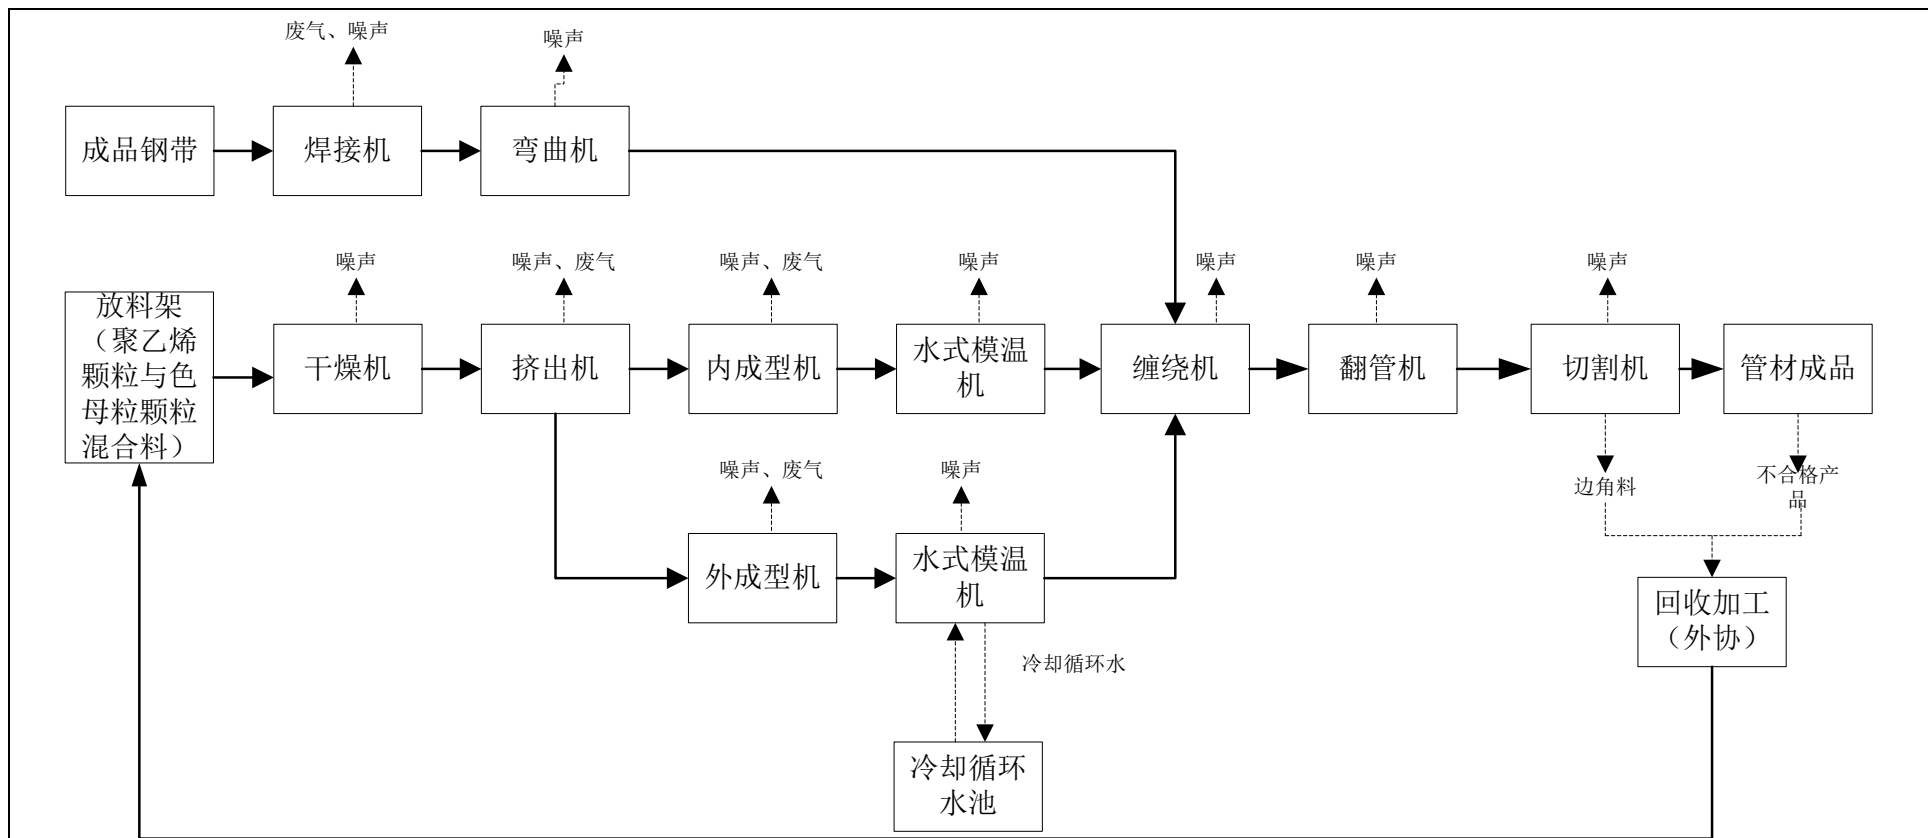 废气、噪声
噪声
成品钢带
焊接机
弯曲机
噪声
噪声、废气
噪声、废气
噪声
噪声
噪声
噪声
放料架
（聚乙烯
颗粒与色
母粒颗粒
混合料）
干燥机
挤出机
内成型机
水式模温
机
缠绕机
翻管机
切割机
管材成品
噪声、废气
噪声
边角料
不合格产
品
外成型机
水式模温
机
回收加工
（外协）
冷却循环水
冷却循环
水池